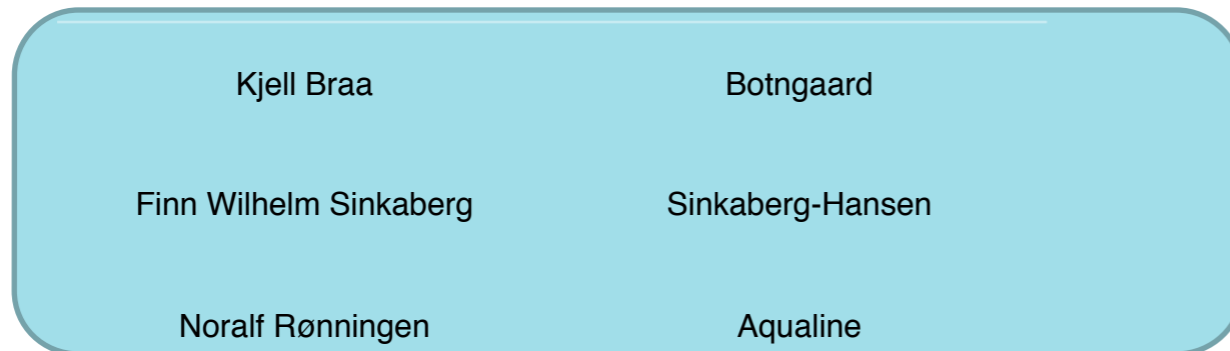 Kjell Braa Botngaard
Finn Wilhelm Sinkaberg Sinkaberg-Hansen
Noralf Rønningen Aqualine